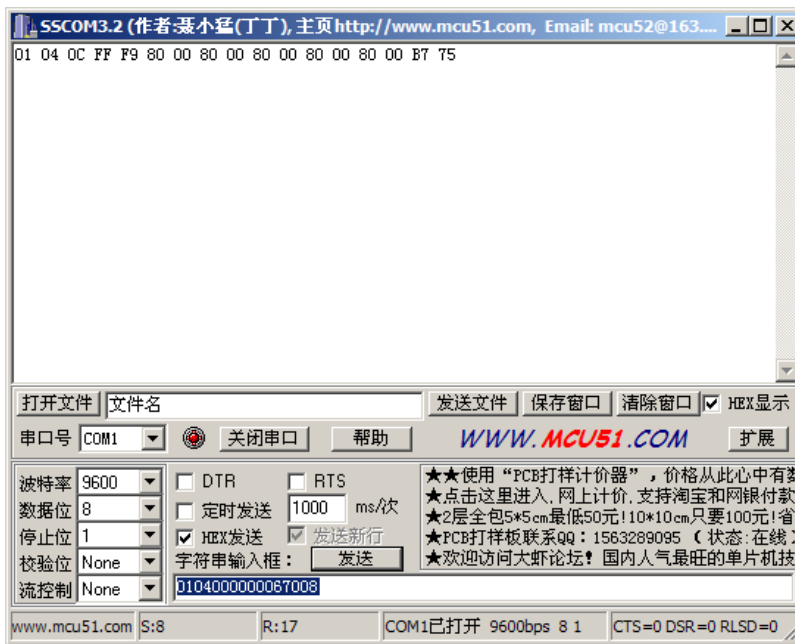 SSCOM3.2 (作者:聂小猛(丁丁), 主页http://www.mcu51.com, Email: mcu52@163....
01 04 0C FF F9 80 00 80 00 80 00 80 00 80 00 B7 75
打开文件 文件名 发送文件 保存窗口 清除窗口 HEX显示
串口号 COM1 关闭串口 帮助 WWW.MCU51.COM 扩展
波特率 9600 DTR RTS
数据位 8 定时发送 1000 ms/次
停止位 1 HEX发送 发送新行
校验位 None 字符串输入框: 发送
流控制 None 0104000000067008
★★使用“PCB打样计价器”,价格从此心中有数
★点击这里进入,网上计价,支持淘宝和网银付款
★2层全包5*5cm最低50元!10*10cm只要100元!省
★PCB打样板联系QQ:1563289095 (状态:在线)
★欢迎访问大虾论坛!国内人气最旺的单片机技
www.mcu51.com S:8 R:17 COM1已打开 9600bps 8 1 CTS=0 DSR=0 RLSD=0